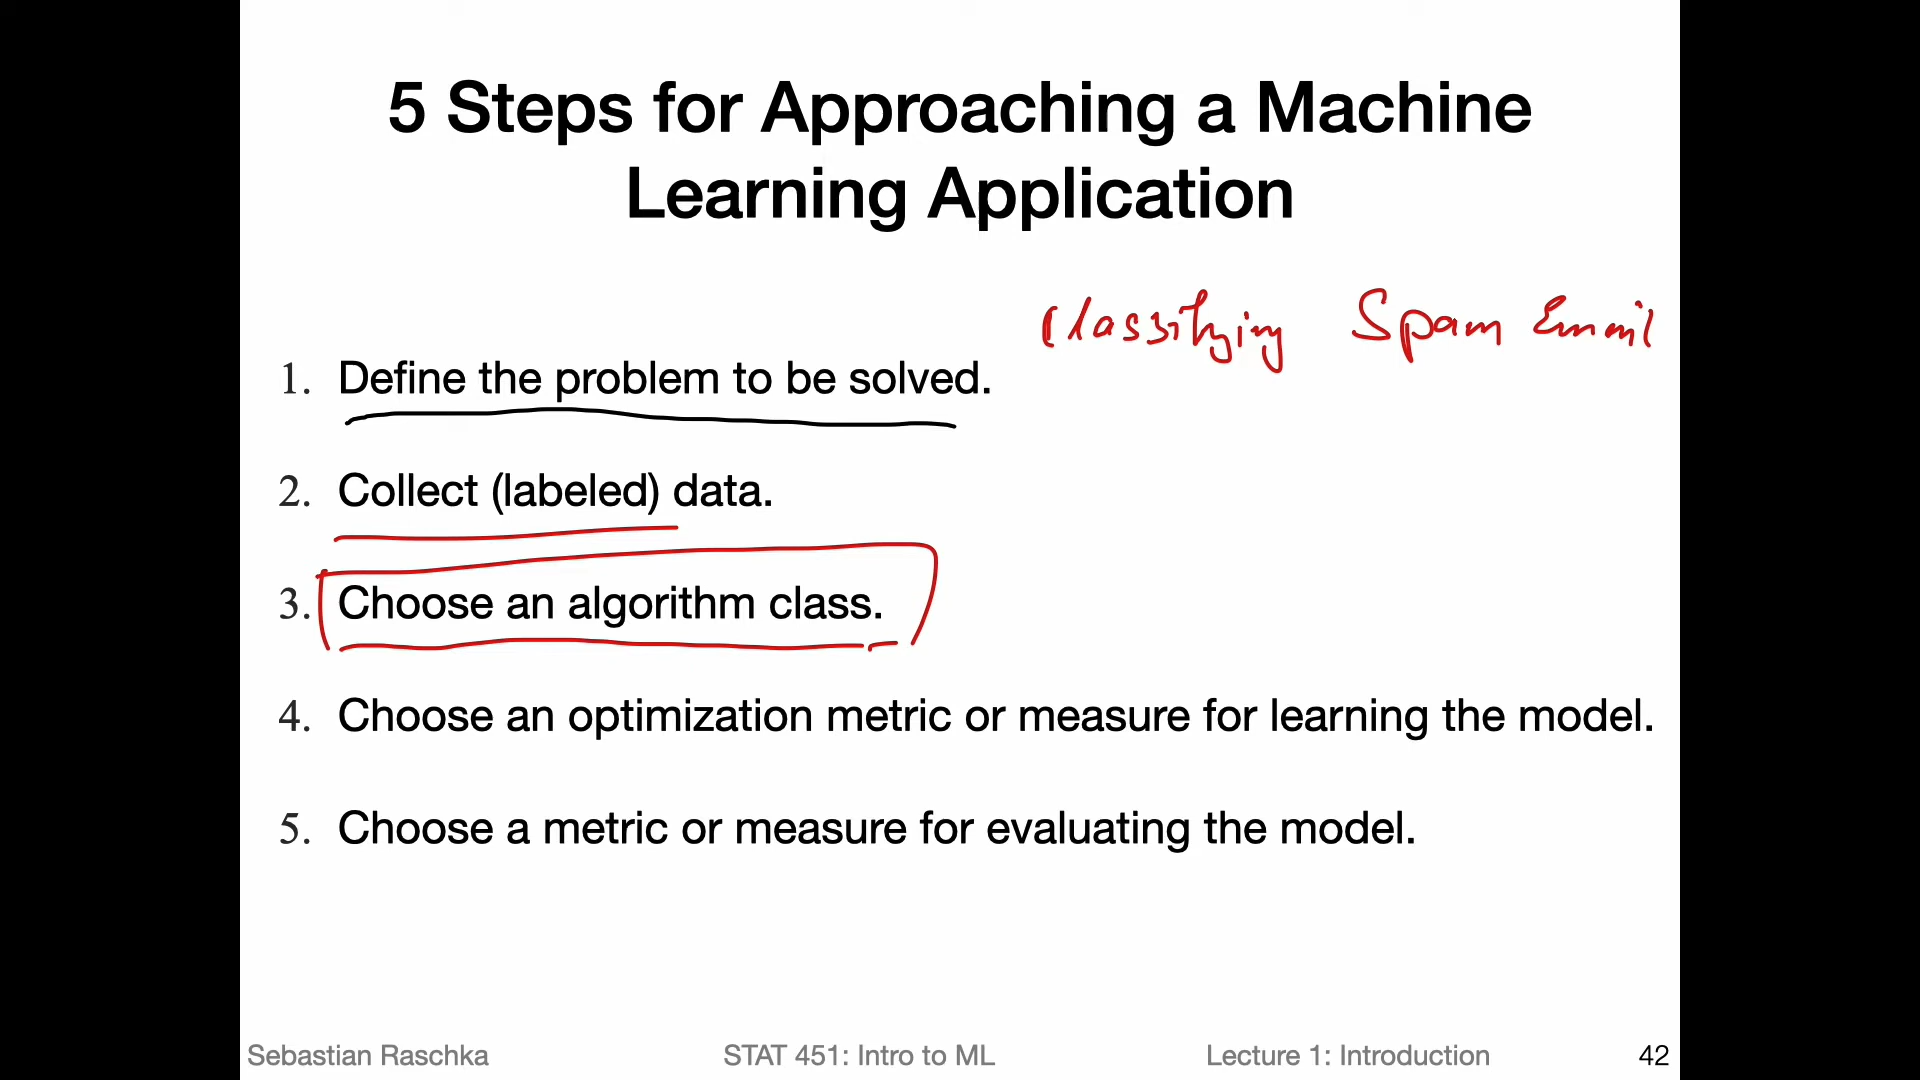 5 Steps for Approaching a Machine
Learning Application
Classifying Spam Email
1. Define the problem to be solved.
2. Collect (labeled) data.
3. Choose an algorithm class.
4. Choose an optimization metric or measure for learning the model.
5. Choose a metric or measure for evaluating the model.
Sebastian Raschka STAT 451: Intro to ML Lecture 1: Introduction 42